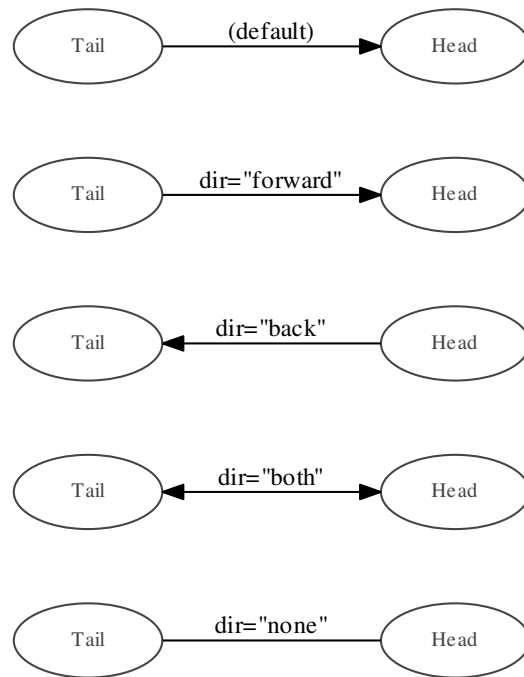 Tail (default) Head
Tail dir="forward" Head
Tail dir="back" Head
Tail dir="both" Head
Tail dir="none" Head